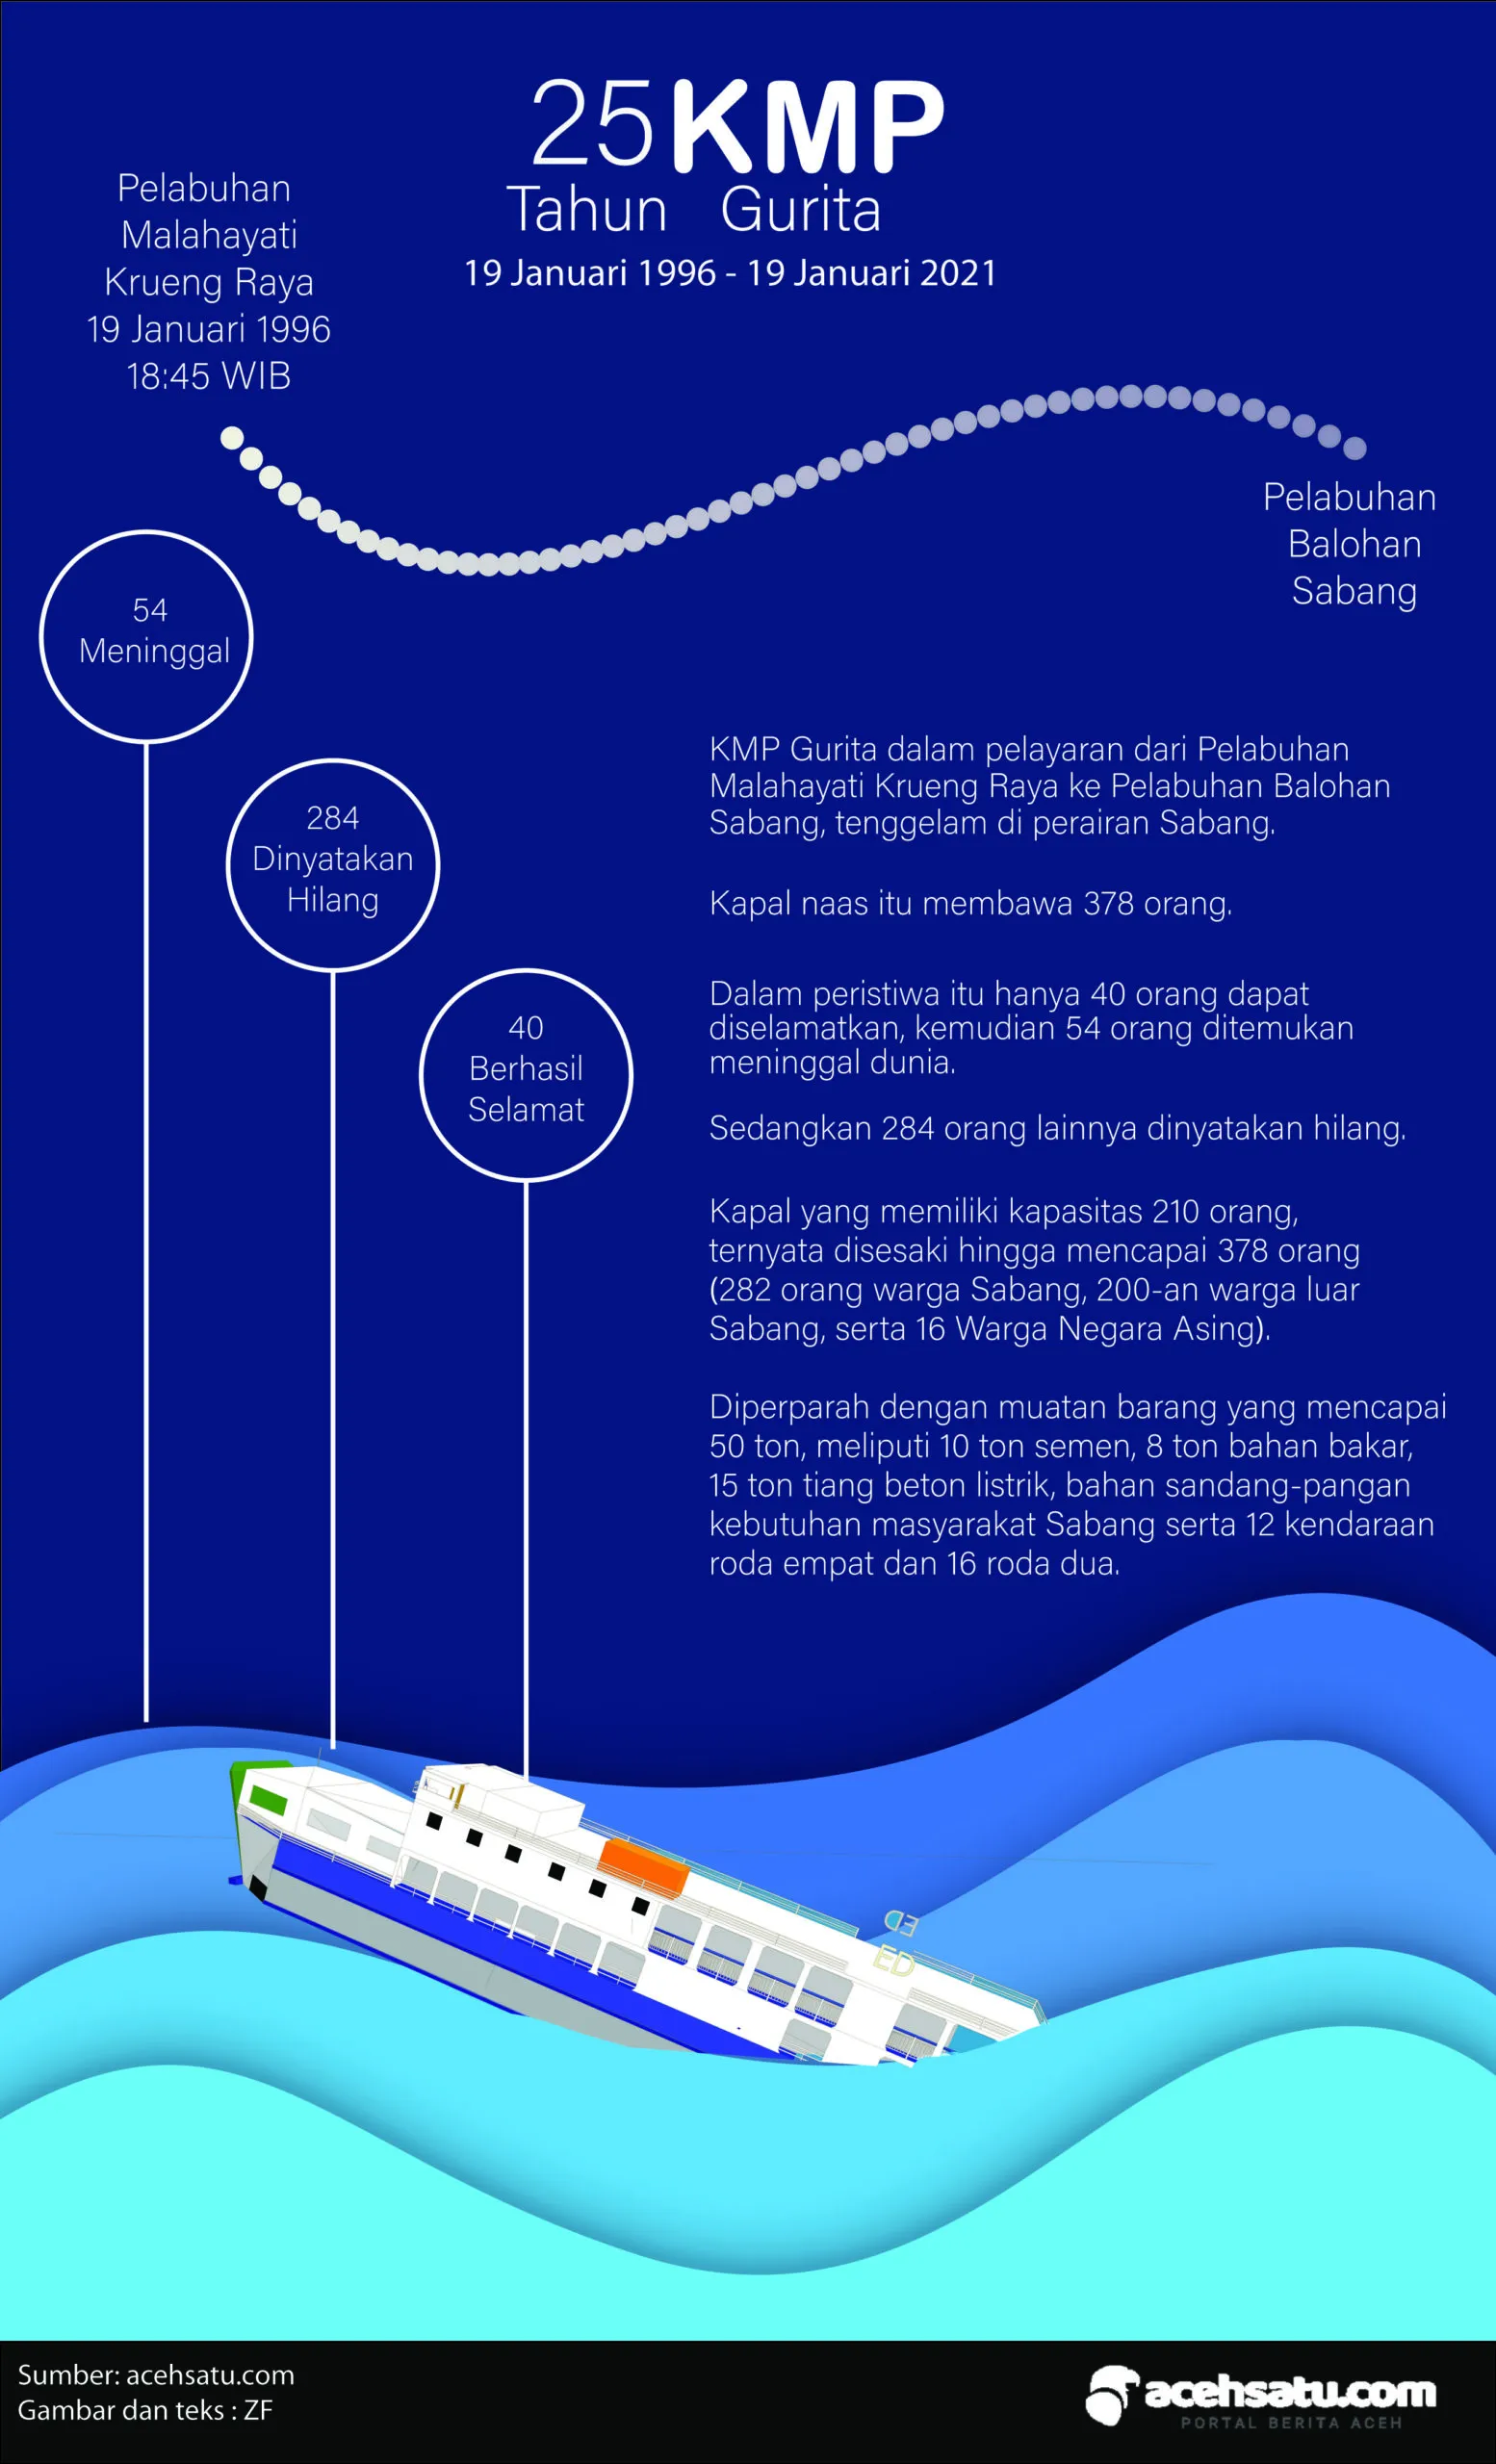 25 KMP
Tahun Gurita
19 Januari 1996 - 19 Januari 2021
Pelabuhan
Malahayati
Krueng Raya
19 Januari 1996
18:45 WIB
Pelabuhan
Balohan
Sabang
54
Meninggal
284
Dinyatakan
Hilang
40
Berhasil
Selamat
KMP Gurita dalam pelayaran dari Pelabuhan
Malahayati Krueng Raya ke Pelabuhan Balohan
Sabang, tenggelam di perairan Sabang.
Kapal naas itu membawa 378 orang.
Dalam peristiwa itu hanya 40 orang dapat
diselamatkan, kemudian 54 orang ditemukan
meninggal dunia.
Sedangkan 284 orang lainnya dinyatakan hilang.
Kapal yang memiliki kapasitas 210 orang,
ternyata disesaki hingga mencapai 378 orang
(282 orang warga Sabang, 200-an warga luar
Sabang, serta 16 Warga Negara Asing).
Diperparah dengan muatan barang yang mencapai
50 ton, meliputi 10 ton semen, 8 ton bahan bakar,
15 ton tiang beton listrik, bahan sandang-pangan
kebutuhan masyarakat Sabang serta 12 kendaraan
roda empat dan 16 roda dua.
ED
Sumber: acehsatu.com
Gambar dan teks : ZF
acehsatu.com
PORTAL BERITA ACEH